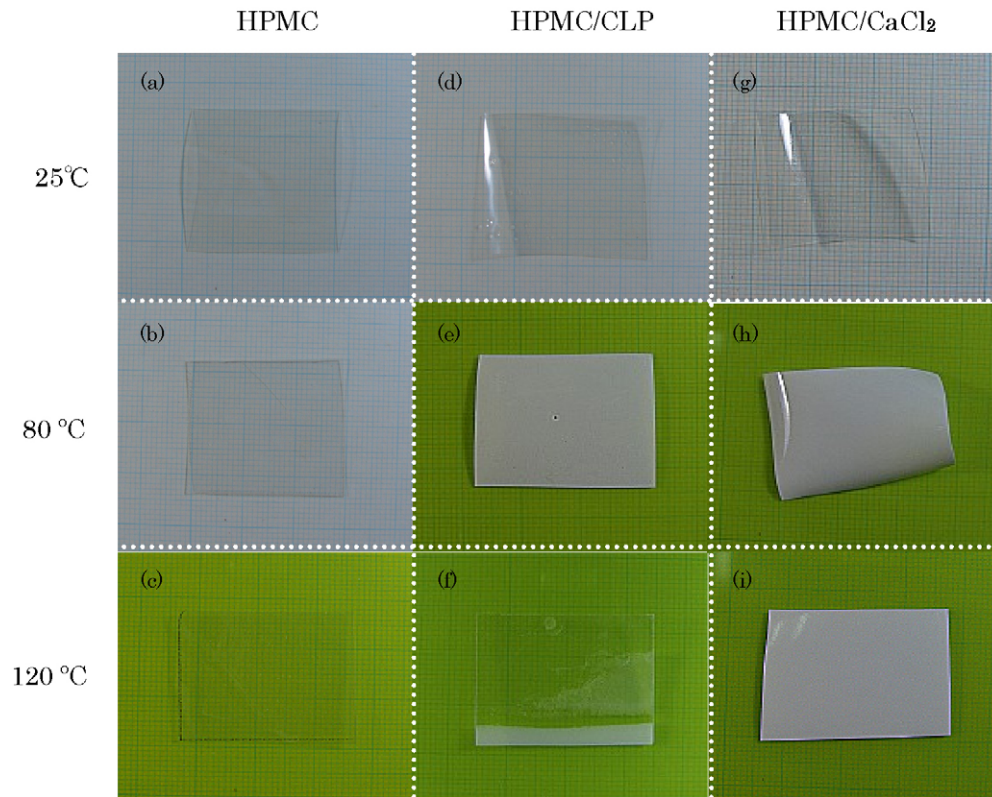 HPMC HPMC/CLP HPMC/CaCl₂
25℃ (a) (d) (g)
80 °C (b) (e) (h)
120 °C (c) (f) (i)